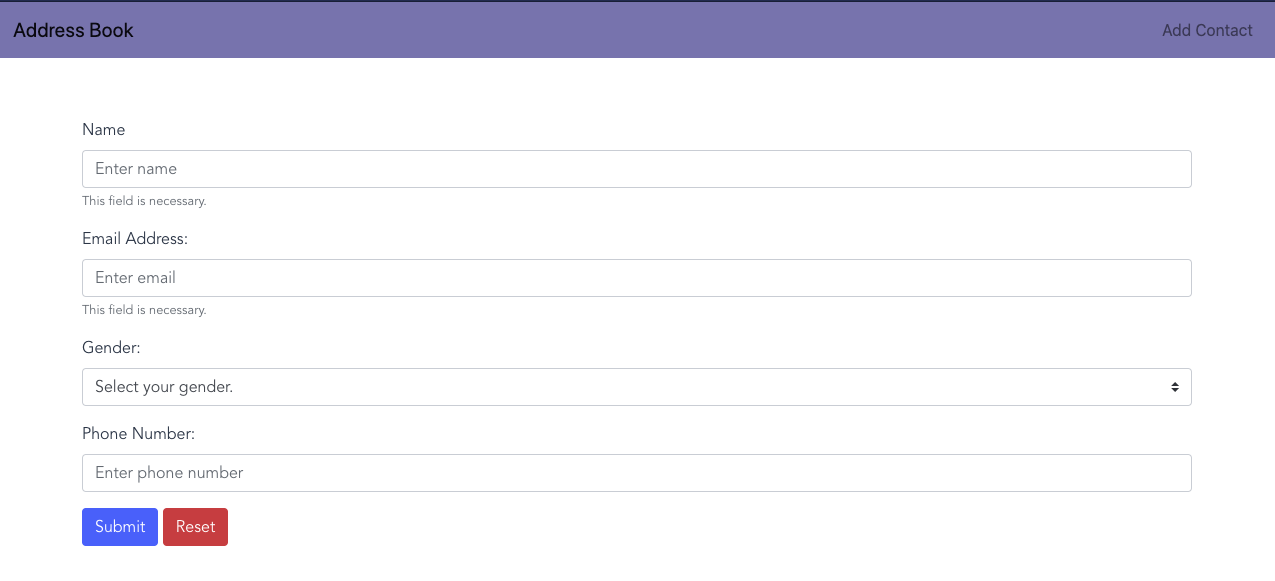 Address Book
Add Contact
Name
Enter name
This field is necessary.
Email Address:
Enter email
This field is necessary.
Gender:
Select your gender.
Phone Number:
Enter phone number
Submit Reset